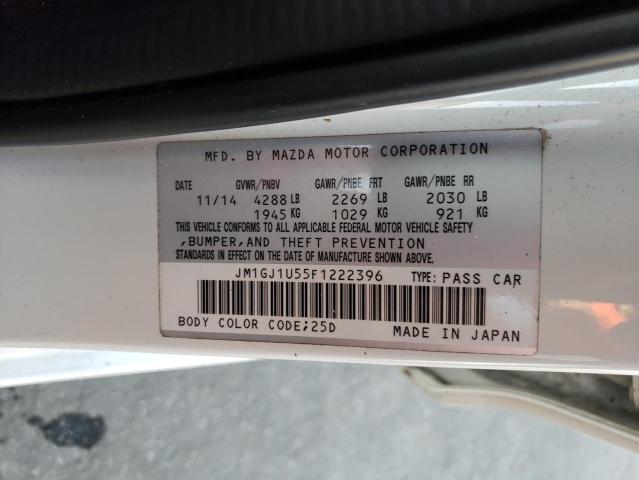 MFD. BY MAZDA MOTOR CORPORATION
DATE GVWR/PNBV GAWR/PNBE FRT GAWR/PNBE RR
11/14 4288 LB 2269 LB 2030 LB
1945 KG 1029 KG 921 KG
THIS VEHICLE CONFORMS TO ALL APPLICABLE FEDERAL MOTOR VEHICLE SAFETY
,BUMPER,AND THEFT PREVENTION
STANDARDS IN EFFECT ON THE DATE OF MANUFACTURE SHOWN ABOVE.
JM1GJ1U55F1222396 TYPE: PASS CAR
BODY COLOR CODE;25D MADE IN JAPAN